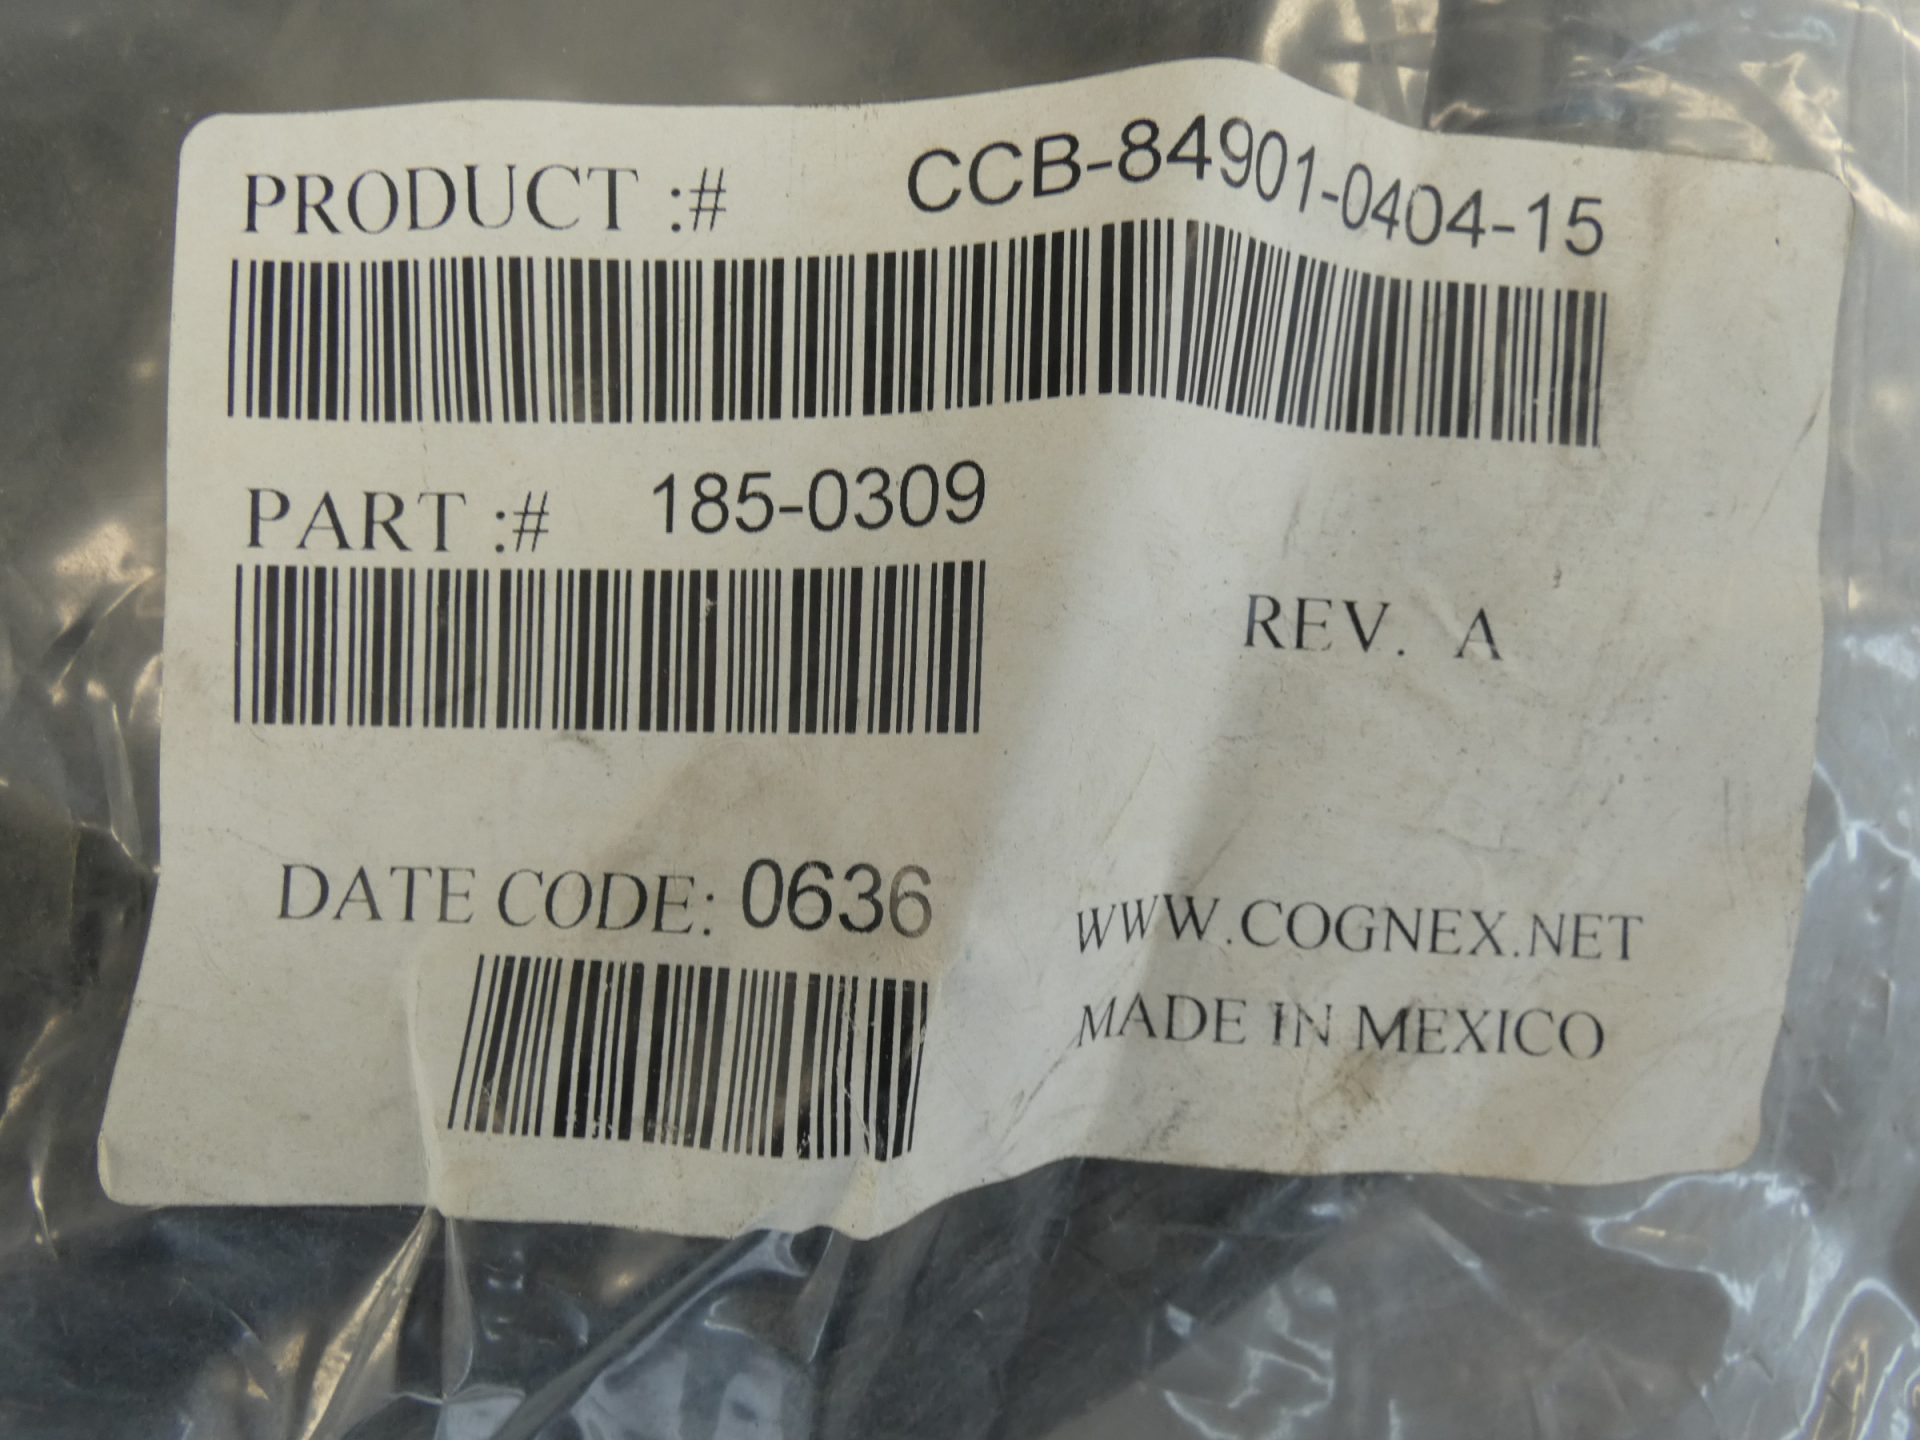 PRODUCT :# CCB-84901-0404-15
PART :# 185-0309
REV. A
DATE CODE: 0636
WWW.COGNEX.NET
MADE IN MEXICO